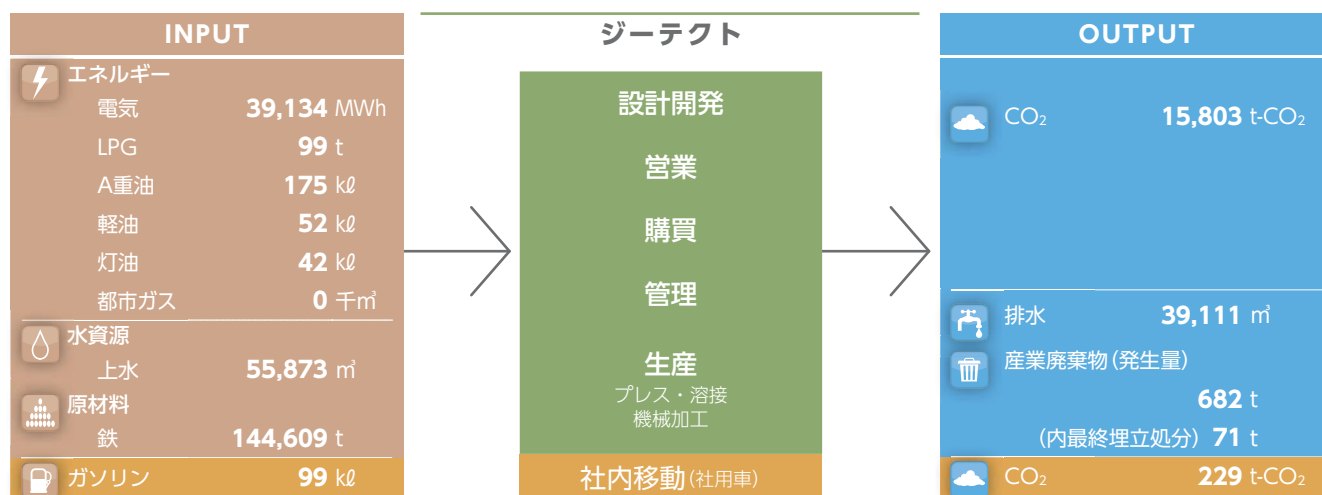 INPUT
エネルギー
電気 39,134 MWh
LPG 99 t
A重油 175 kℓ
軽油 52 kℓ
灯油 42 kℓ
都市ガス 0 千㎥
水資源
上水 55,873 ㎥
原材料
鉄 144,609 t
ガソリン 99 kℓ
ジーテクト
設計開発
営業
購買
管理
生産
プレス・溶接
機械加工
社内移動(社用車)
OUTPUT
CO₂ 15,803 t-CO₂
排水 39,111 ㎥
産業廃棄物(発生量)
682 t
(内最終埋立処分) 71 t
CO₂ 229 t-CO₂